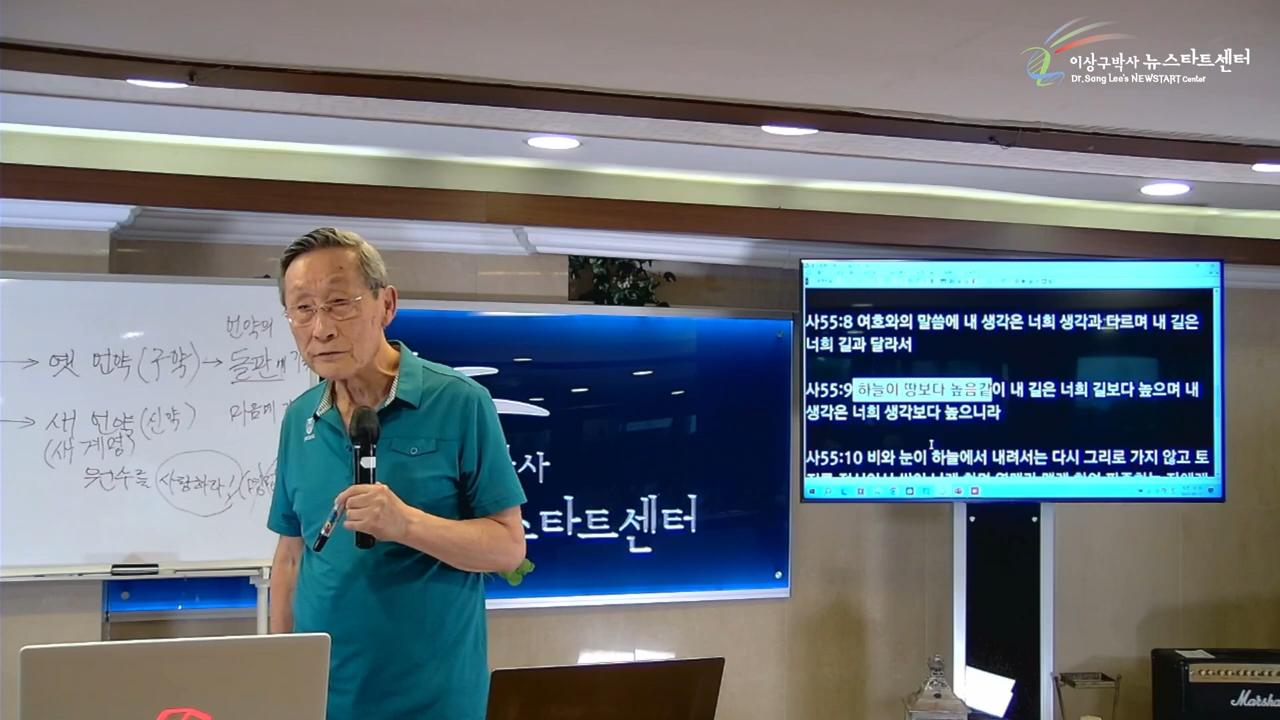 이상구박사 뉴스타트센터
Dr. Sang Lee's NEWSTART Center
언약의
→ 옛 언약(구약) → 돌판에
→ 새 언약(신약) 마음에
(새 계명)
원수를 사랑하라!
박사
스타트센터
사55:8 여호와의 말씀에 내 생각은 너희 생각과 다르며 내 길은
너희 길과 달라서
사55:9 하늘이 땅보다 높음같이 내 길은 너희 길보다 높으며 내
생각은 너희 생각보다 높으니라
사55:10 비와 눈이 하늘에서 내려서는 다시 그리로 가지 않고 토
Marsha